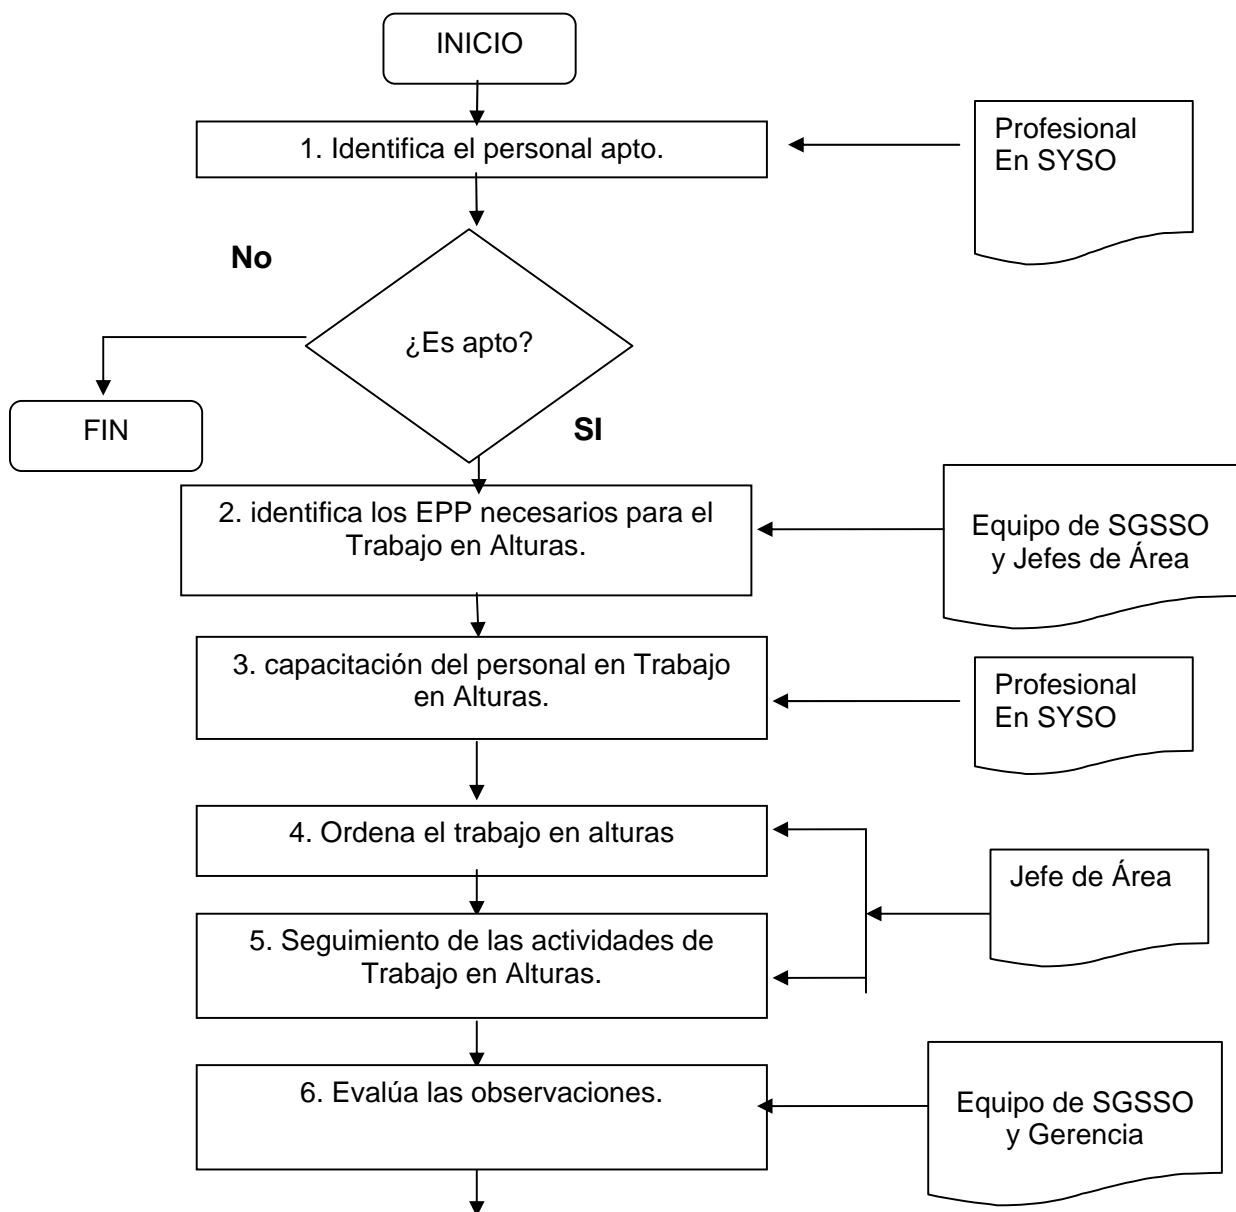 INICIO
1. Identifica el personal apto.
Profesional
En SYSO
No
¿Es apto?
FIN
SI
2. identifica los EPP necesarios para el
Trabajo en Alturas.
Equipo de SGSSO
y Jefes de Área
3. capacitación del personal en Trabajo
en Alturas.
Profesional
En SYSO
4. Ordena el trabajo en alturas
Jefe de Área
5. Seguimiento de las actividades de
Trabajo en Alturas.
6. Evalúa las observaciones.
Equipo de SGSSO
y Gerencia